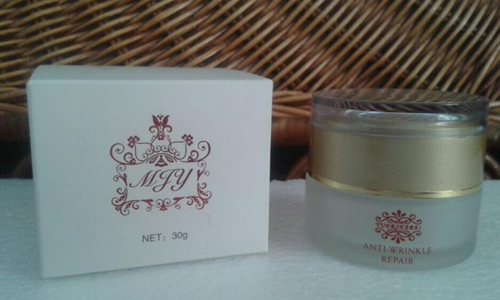 MJY
NET: 30g
ANTI-WRINKLE
REPAIR